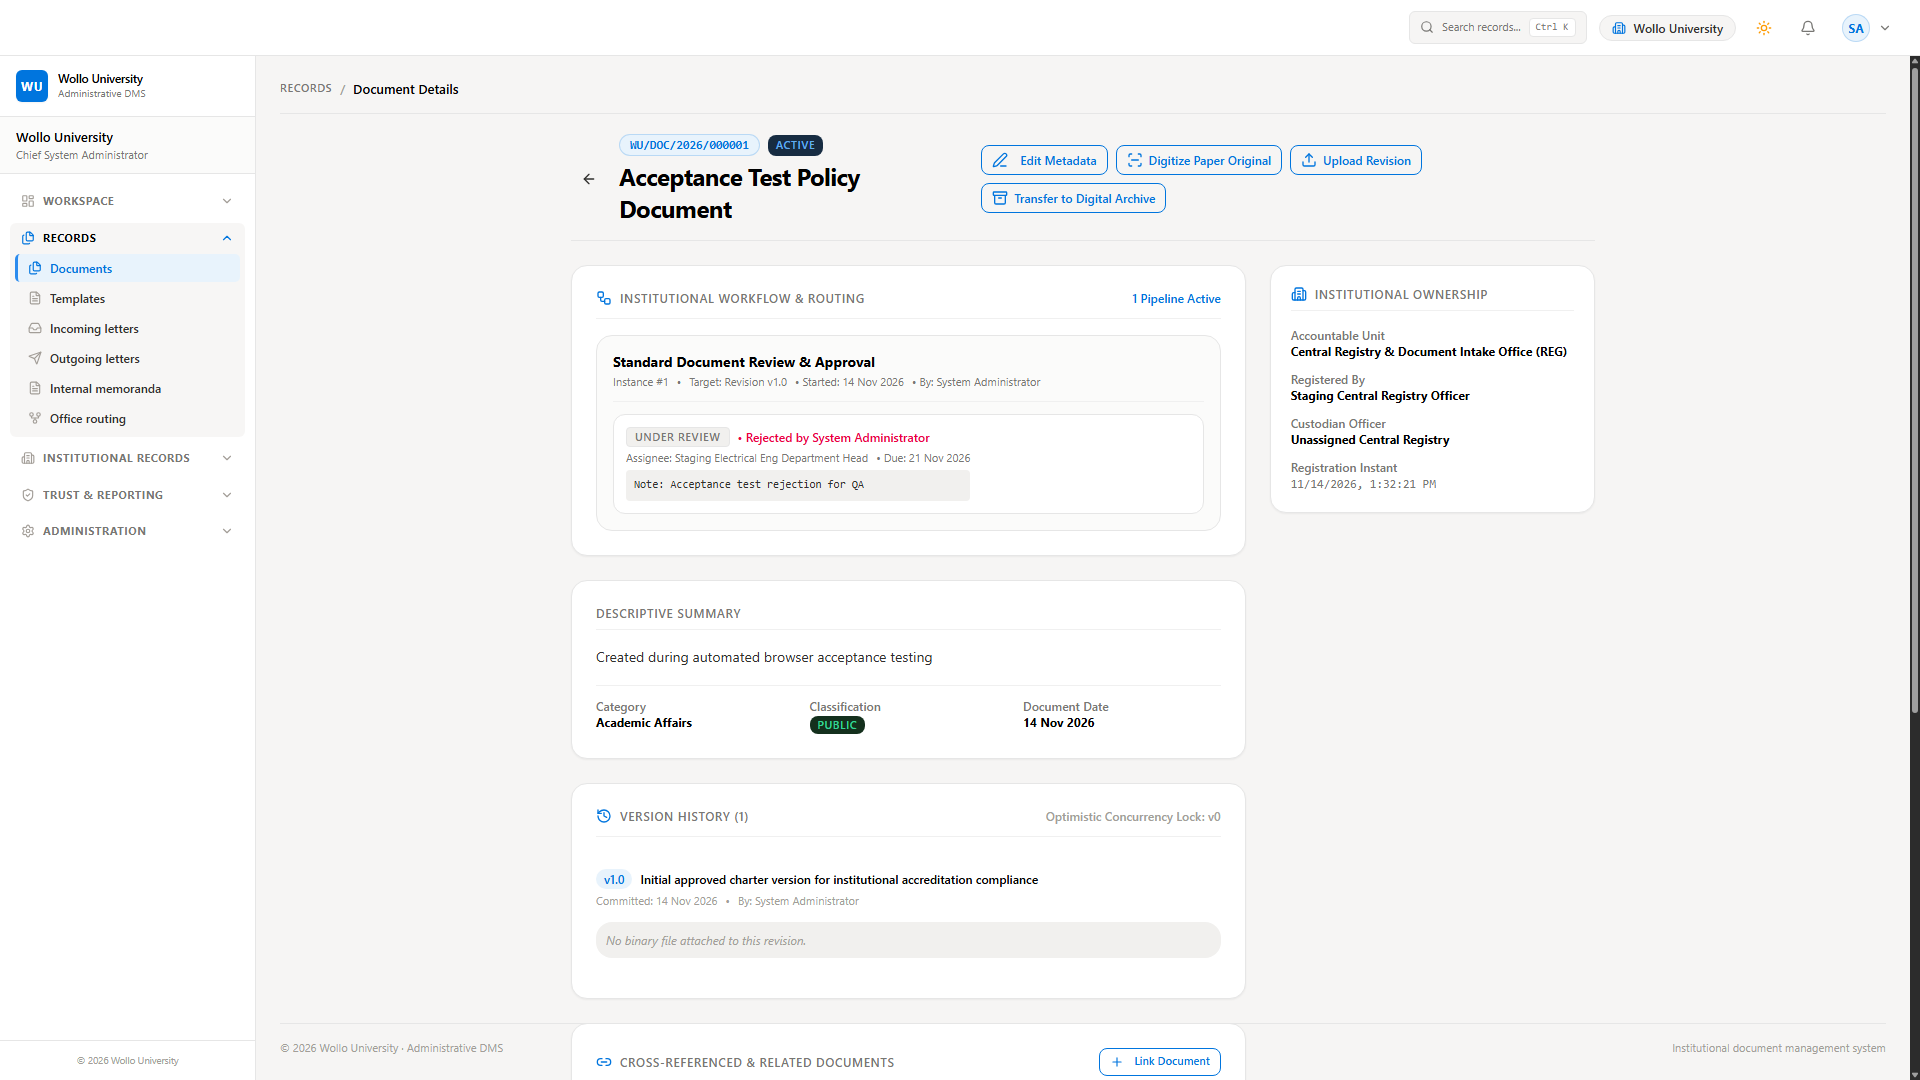 Search records... Ctrl K
Wollo University
SA
WU
Wollo University
Administrative DMS
Wollo University
Chief System Administrator
WORKSPACE
RECORDS
Documents
Templates
Incoming letters
Outgoing letters
Internal memoranda
Office routing
INSTITUTIONAL RECORDS
TRUST & REPORTING
ADMINISTRATION
© 2026 Wollo University
RECORDS / Document Details
WU/DOC/2026/000001 ACTIVE
Acceptance Test Policy
Document
Edit Metadata
Digitize Paper Original
Upload Revision
Transfer to Digital Archive
INSTITUTIONAL WORKFLOW & ROUTING
1 Pipeline Active
Standard Document Review & Approval
Instance #1 • Target: Revision v1.0 • Started: 14 Nov 2026 • By: System Administrator
UNDER REVIEW • Rejected by System Administrator
Assignee: Staging Electrical Eng Department Head • Due: 21 Nov 2026
Note: Acceptance test rejection for QA
INSTITUTIONAL OWNERSHIP
Accountable Unit
Central Registry & Document Intake Office (REG)
Registered By
Staging Central Registry Officer
Custodian Officer
Unassigned Central Registry
Registration Instant
11/14/2026, 1:32:21 PM
DESCRIPTIVE SUMMARY
Created during automated browser acceptance testing
Category
Academic Affairs
Classification
PUBLIC
Document Date
14 Nov 2026
VERSION HISTORY (1)
Optimistic Concurrency Lock: v0
v1.0 Initial approved charter version for institutional accreditation compliance
Committed: 14 Nov 2026 • By: System Administrator
No binary file attached to this revision.
CROSS-REFERENCED & RELATED DOCUMENTS
Link Document
© 2026 Wollo University · Administrative DMS
Institutional document management system